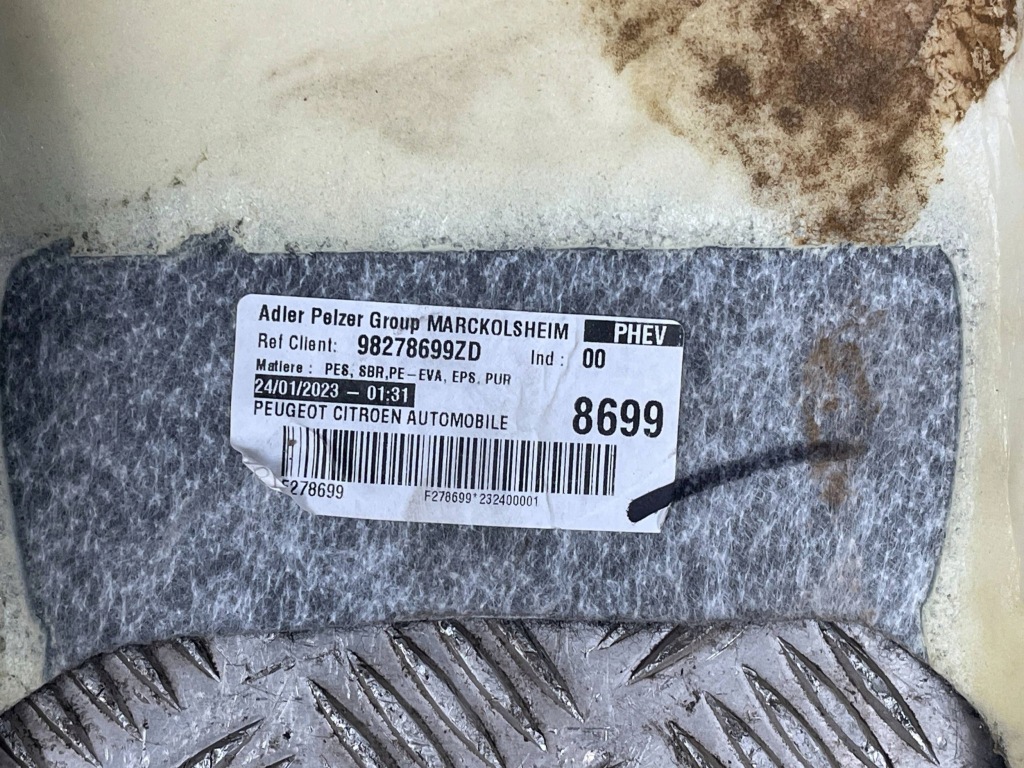 Adler Pelzer Group MARCKOLSHEIM PHEV
Ref Client: 98278699ZD Ind : 00
Matiere : PES, SBR,PE-EVA, EPS, PUR
24/01/2023 - 01:31
PEUGEOT CITROEN AUTOMOBILE 8699
F278699 F278699*232400001